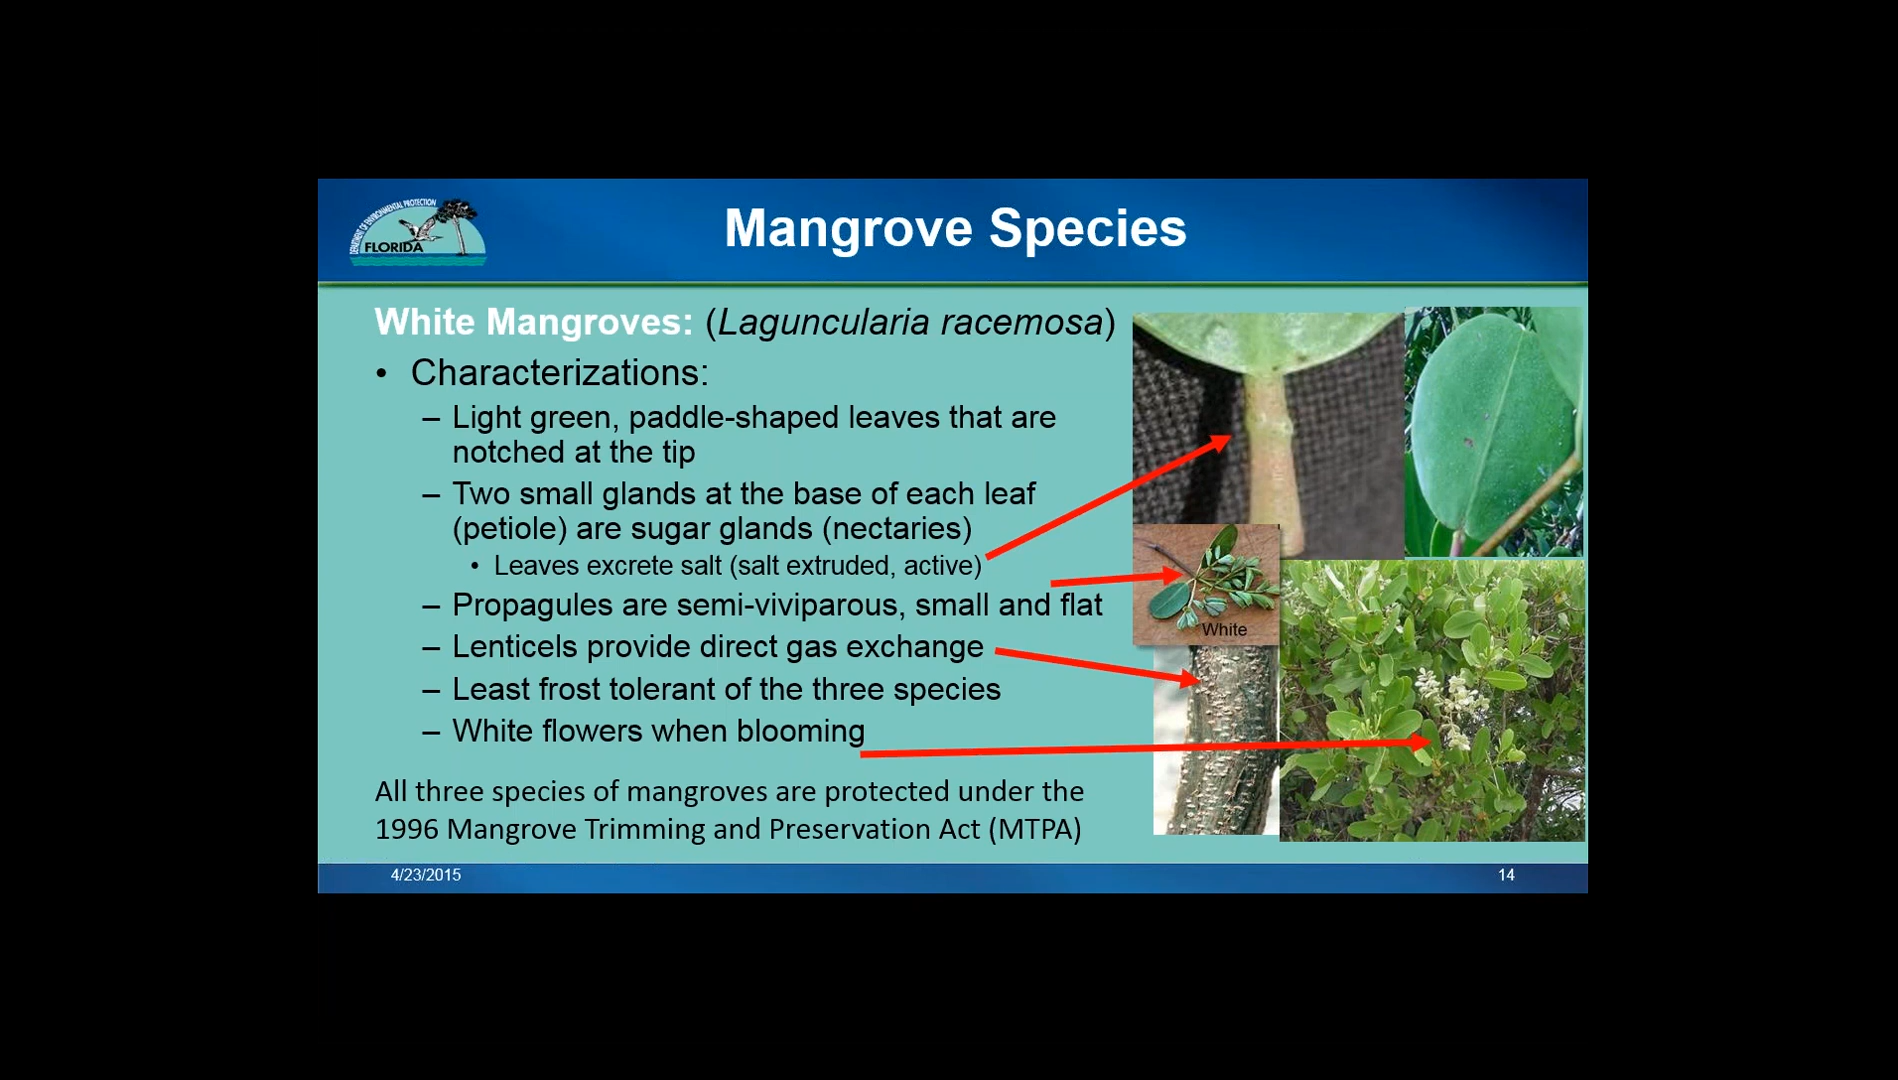 DEPARTMENT OF ENVIRONMENTAL PROTECTION
FLORIDA
Mangrove Species
White Mangroves: (Laguncularia racemosa)
• Characterizations:
– Light green, paddle-shaped leaves that are
notched at the tip
– Two small glands at the base of each leaf
(petiole) are sugar glands (nectaries)
• Leaves excrete salt (salt extruded, active)
– Propagules are semi-viviparous, small and flat
– Lenticels provide direct gas exchange
– Least frost tolerant of the three species
– White flowers when blooming
White
All three species of mangroves are protected under the
1996 Mangrove Trimming and Preservation Act (MTPA)
4/23/2015
14